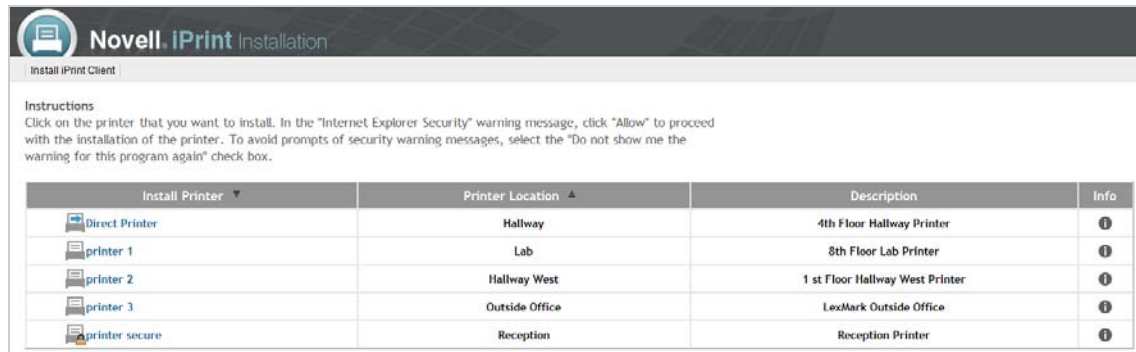 Novell. iPrint Installation
Install iPrint Client
Instructions
Click on the printer that you want to install. In the "Internet Explorer Security" warning message, click "Allow" to proceed
with the installation of the printer. To avoid prompts of security warning messages, select the "Do not show me the
warning for this program again" check box.
Install Printer ▼ Printer Location ▲ Description Info
Direct Printer Hallway 4th Floor Hallway Printer
printer 1 Lab 8th Floor Lab Printer
printer 2 Hallway West 1 st Floor Hallway West Printer
printer 3 Outside Office LexMark Outside Office
printer secure Reception Reception Printer